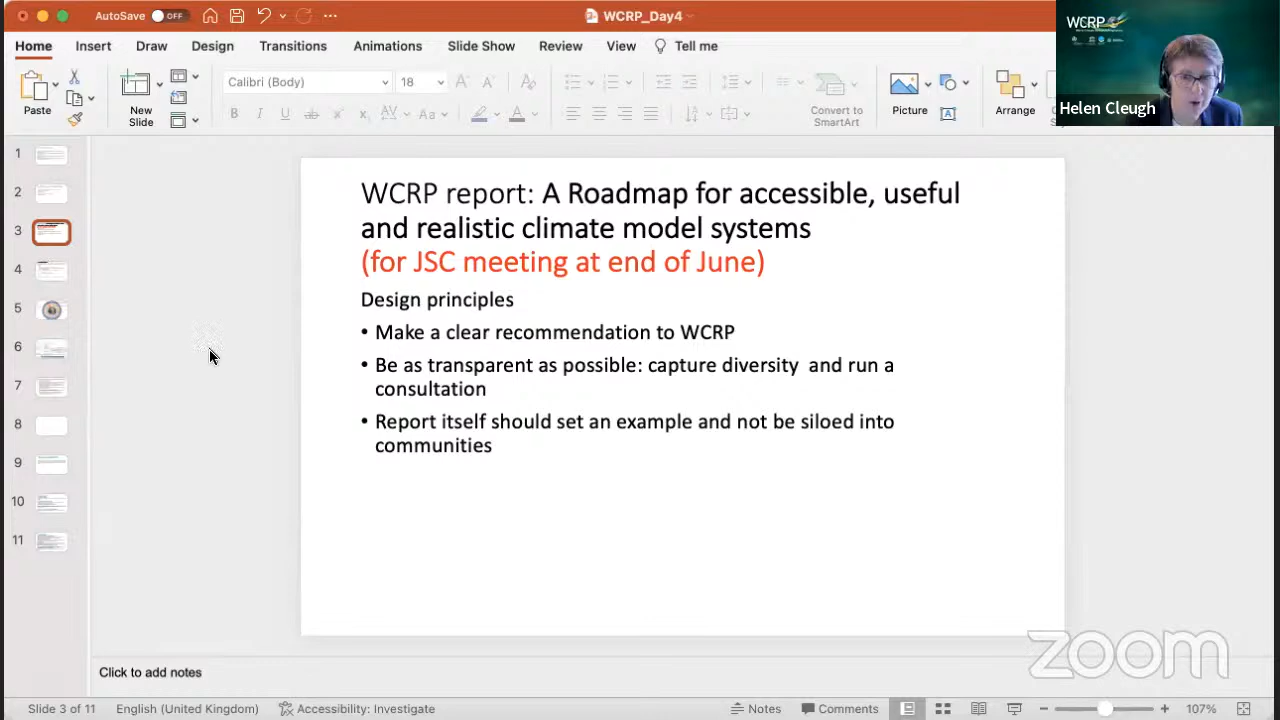 AutoSave OFF
WCRP_Day4
Home Insert Draw Design Transitions Animations Slide Show Review View Tell me
Calibri (Body) 18
Paste New Slide Convert to SmartArt Picture Arrange
WCRP
Helen Cleugh
1
2
3
4
5
6
7
8
9
10
11
WCRP report: A Roadmap for accessible, useful
and realistic climate model systems
(for JSC meeting at end of June)
Design principles
• Make a clear recommendation to WCRP
• Be as transparent as possible: capture diversity and run a
consultation
• Report itself should set an example and not be siloed into
communities
zoom
Click to add notes
Slide 3 of 11 English (United Kingdom) Accessibility: Investigate Notes Comments 107%